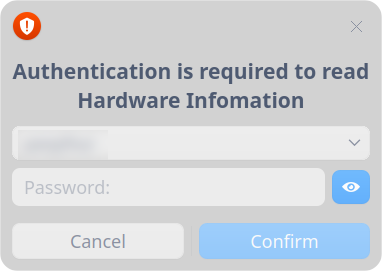 Authentication is required to read
Hardware Infomation
Password:
Cancel
Confirm